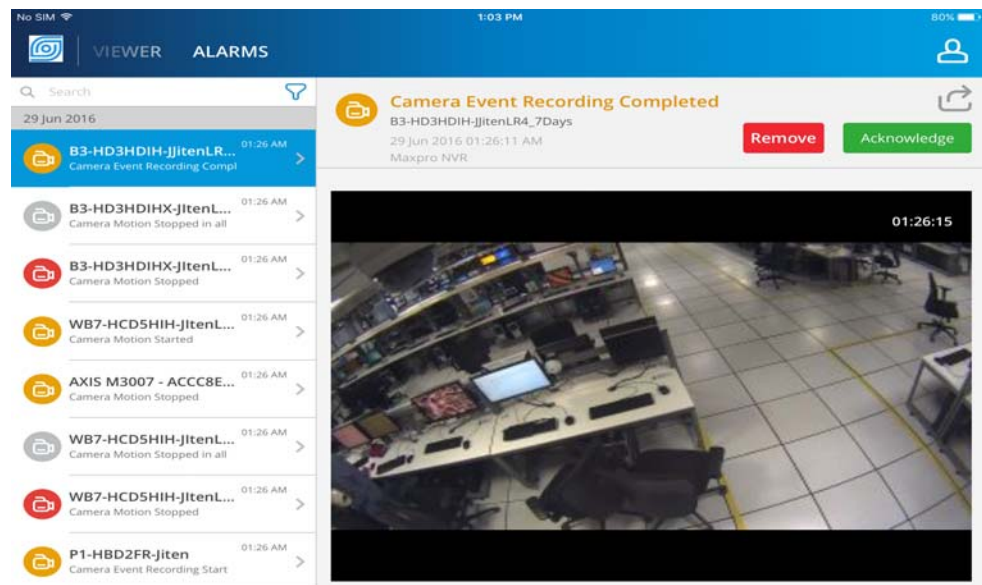 No SIM
1:03 PM
80%
VIEWER
ALARMS
Search
29 Jun 2016
B3-HD3HDIH-JJitenLR... 01:26 AM
Camera Event Recording Compl
B3-HD3HDIHX-JItenL... 01:26 AM
Camera Motion Stopped in all
B3-HD3HDIHX-JItenL... 01:26 AM
Camera Motion Stopped
WB7-HCD5HIH-JItenL... 01:26 AM
Camera Motion Started
AXIS M3007 - ACCC8E... 01:26 AM
Camera Motion Stopped
WB7-HCD5HIH-JItenL... 01:26 AM
Camera Motion Stopped in all
WB7-HCD5HIH-JItenL... 01:26 AM
Camera Motion Stopped
P1-HBD2FR-Jiten 01:26 AM
Camera Event Recording Start
Camera Event Recording Completed
B3-HD3HDIH-JJitenLR4_7Days
29 Jun 2016 01:26:11 AM
Maxpro NVR
Remove
Acknowledge
01:26:15